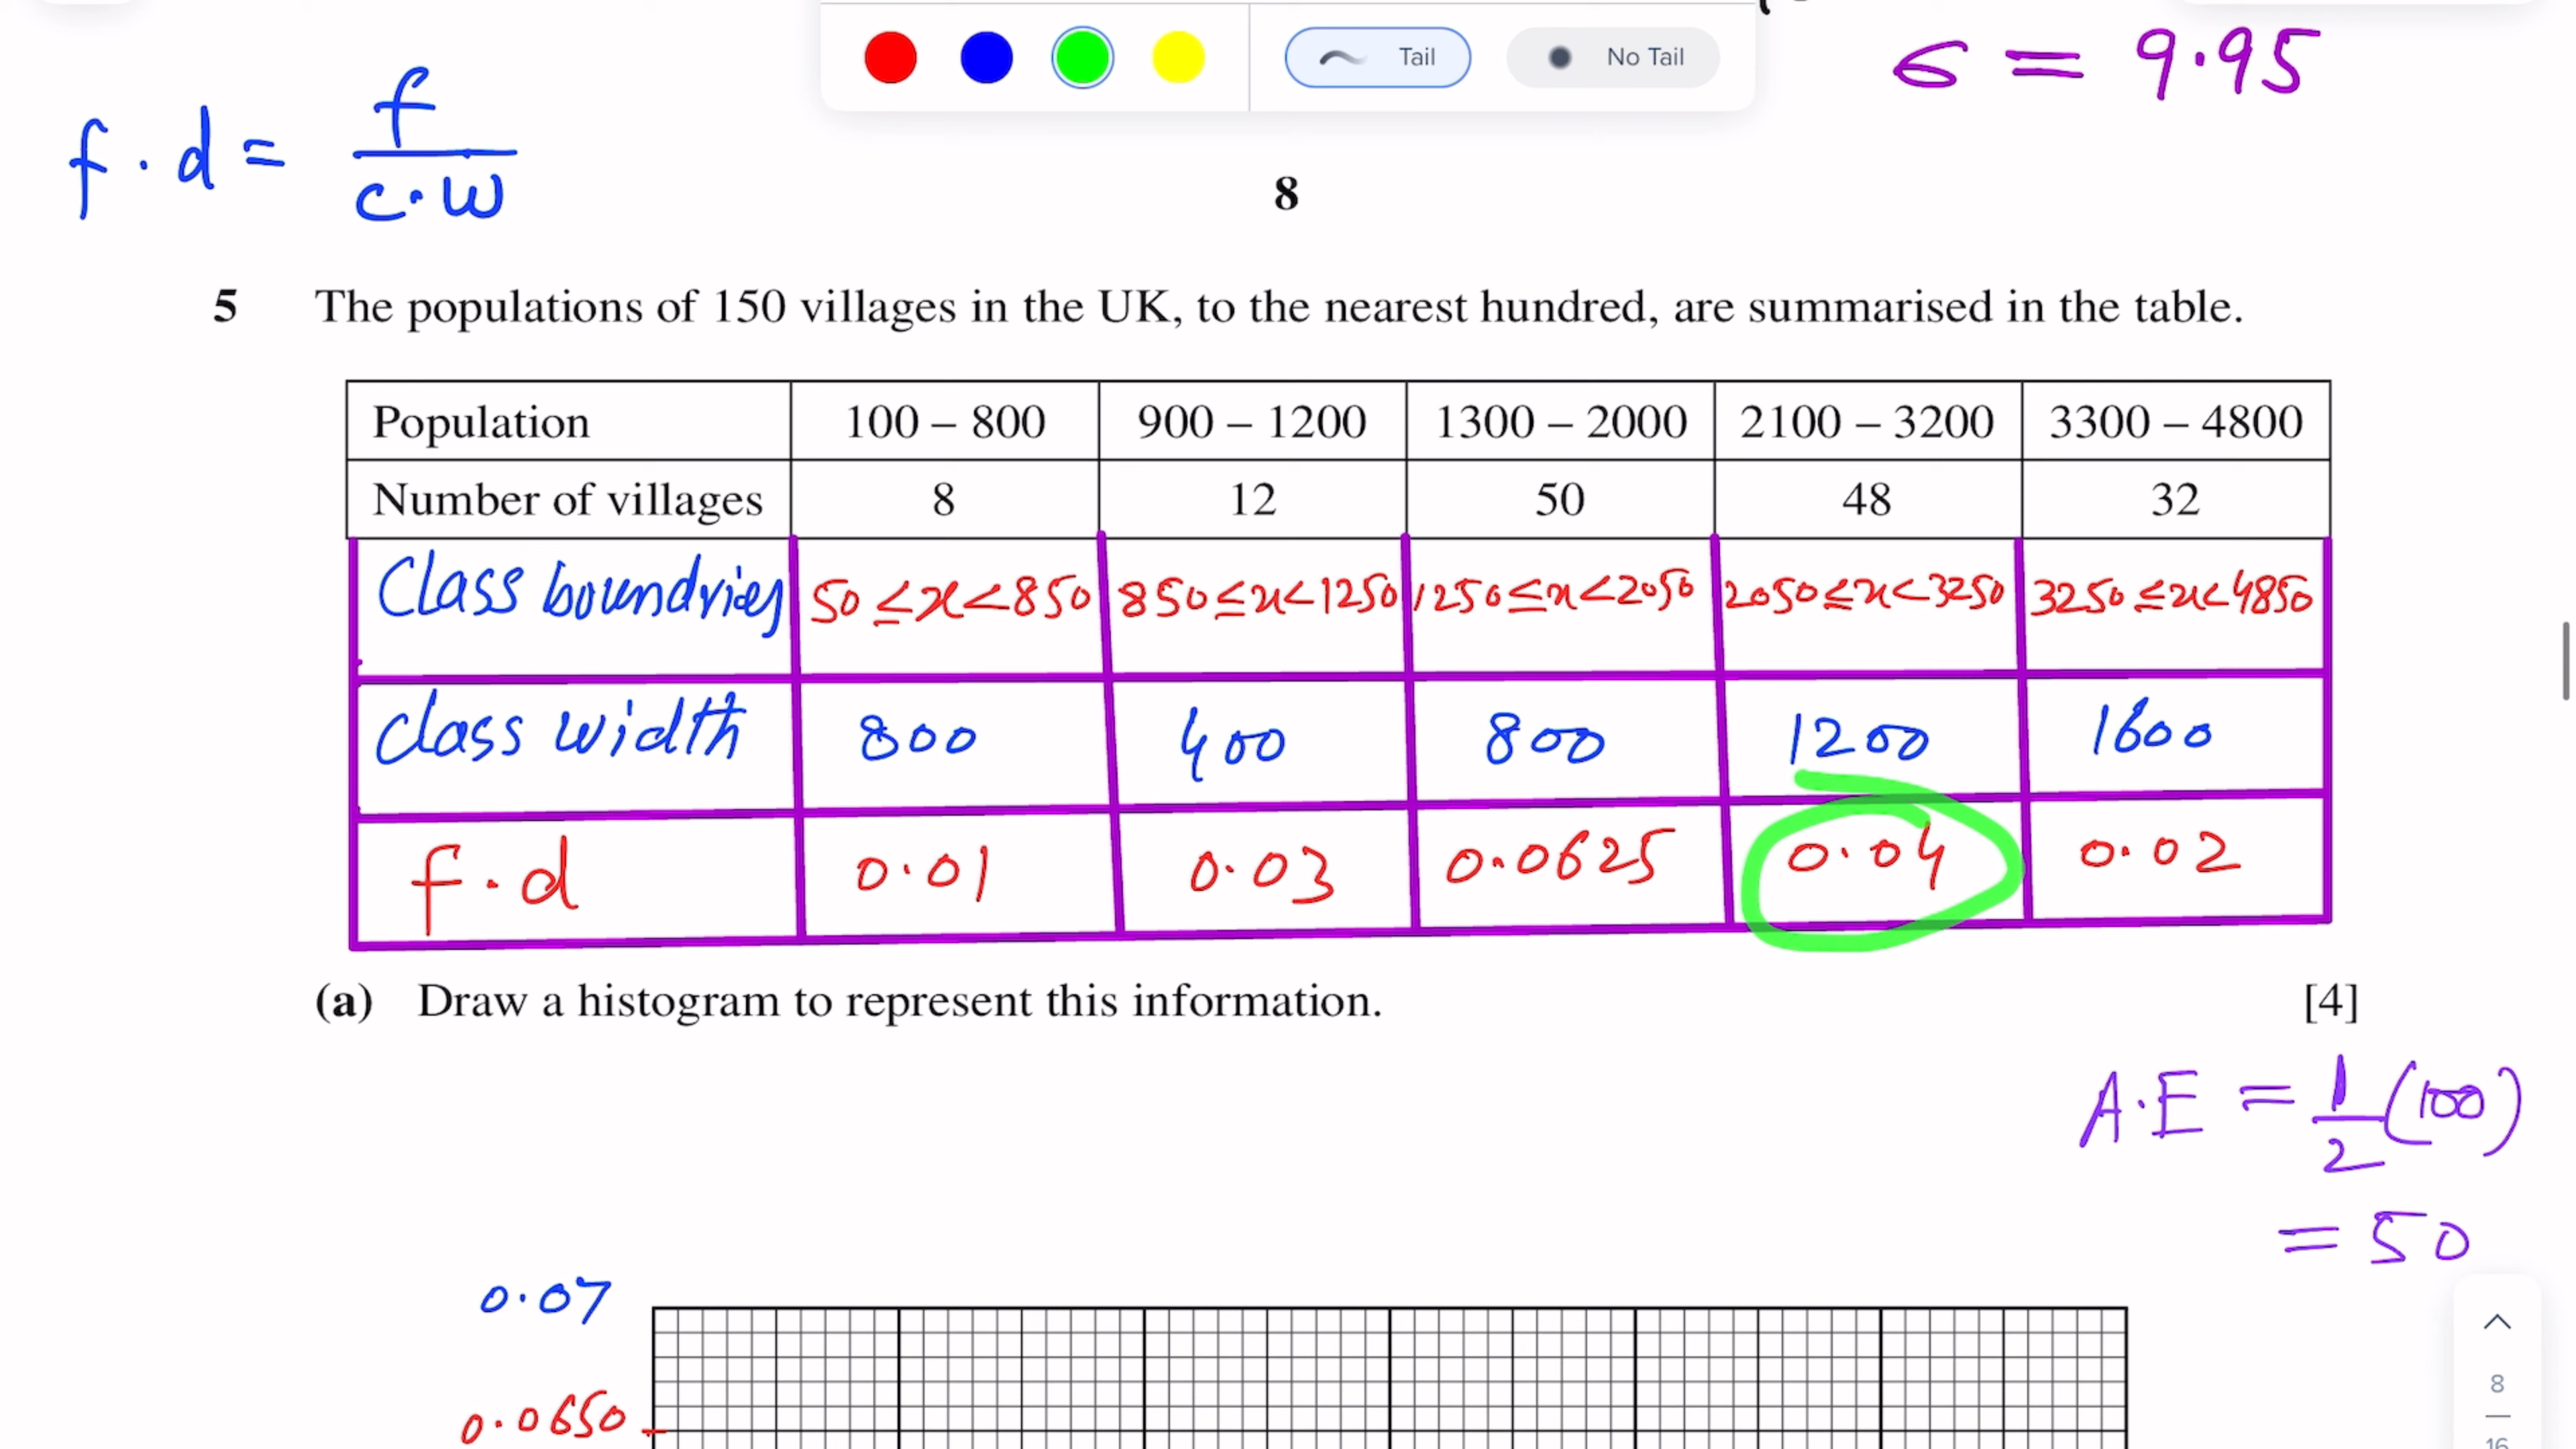 Tail No Tail
σ = 9.95
f.d = f / c.w
8
5 The populations of 150 villages in the UK, to the nearest hundred, are summarised in the table.
Population 100 – 800 900 – 1200 1300 – 2000 2100 – 3200 3300 – 4800
Number of villages 8 12 50 48 32
Class boundries 50 ≤ x < 850 850 ≤ x < 1250 1250 ≤ x < 2050 2050 ≤ x < 3250 3250 ≤ x < 4850
class width 800 400 800 1200 1600
f.d 0.01 0.03 0.0625 0.04 0.02
(a) Draw a histogram to represent this information. [4]
A.E = 1/2 (100)
= 50
0.07
0.0650
8
16